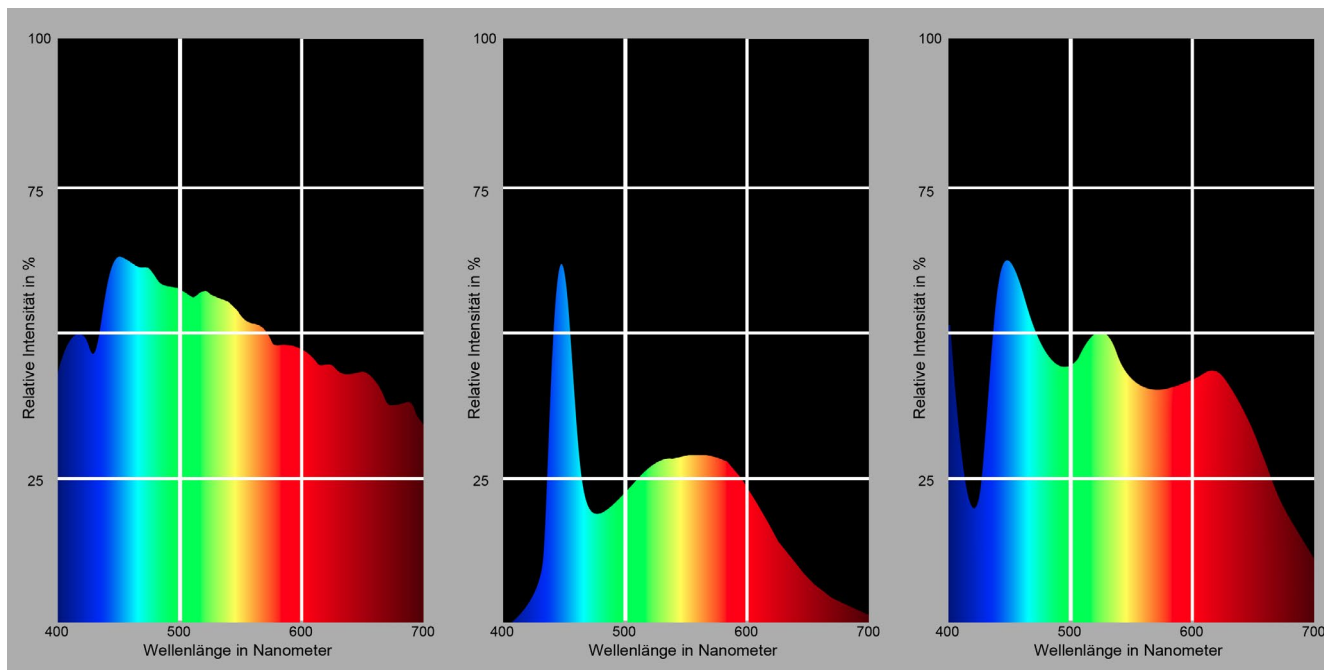 100
75
25
Relative Intensität in %
400 500 600 700
Wellenlänge in Nanometer
100
75
25
Relative Intensität in %
400 500 600 700
Wellenlänge in Nanometer
100
75
25
Relative Intensität in %
400 500 600 700
Wellenlänge in Nanometer